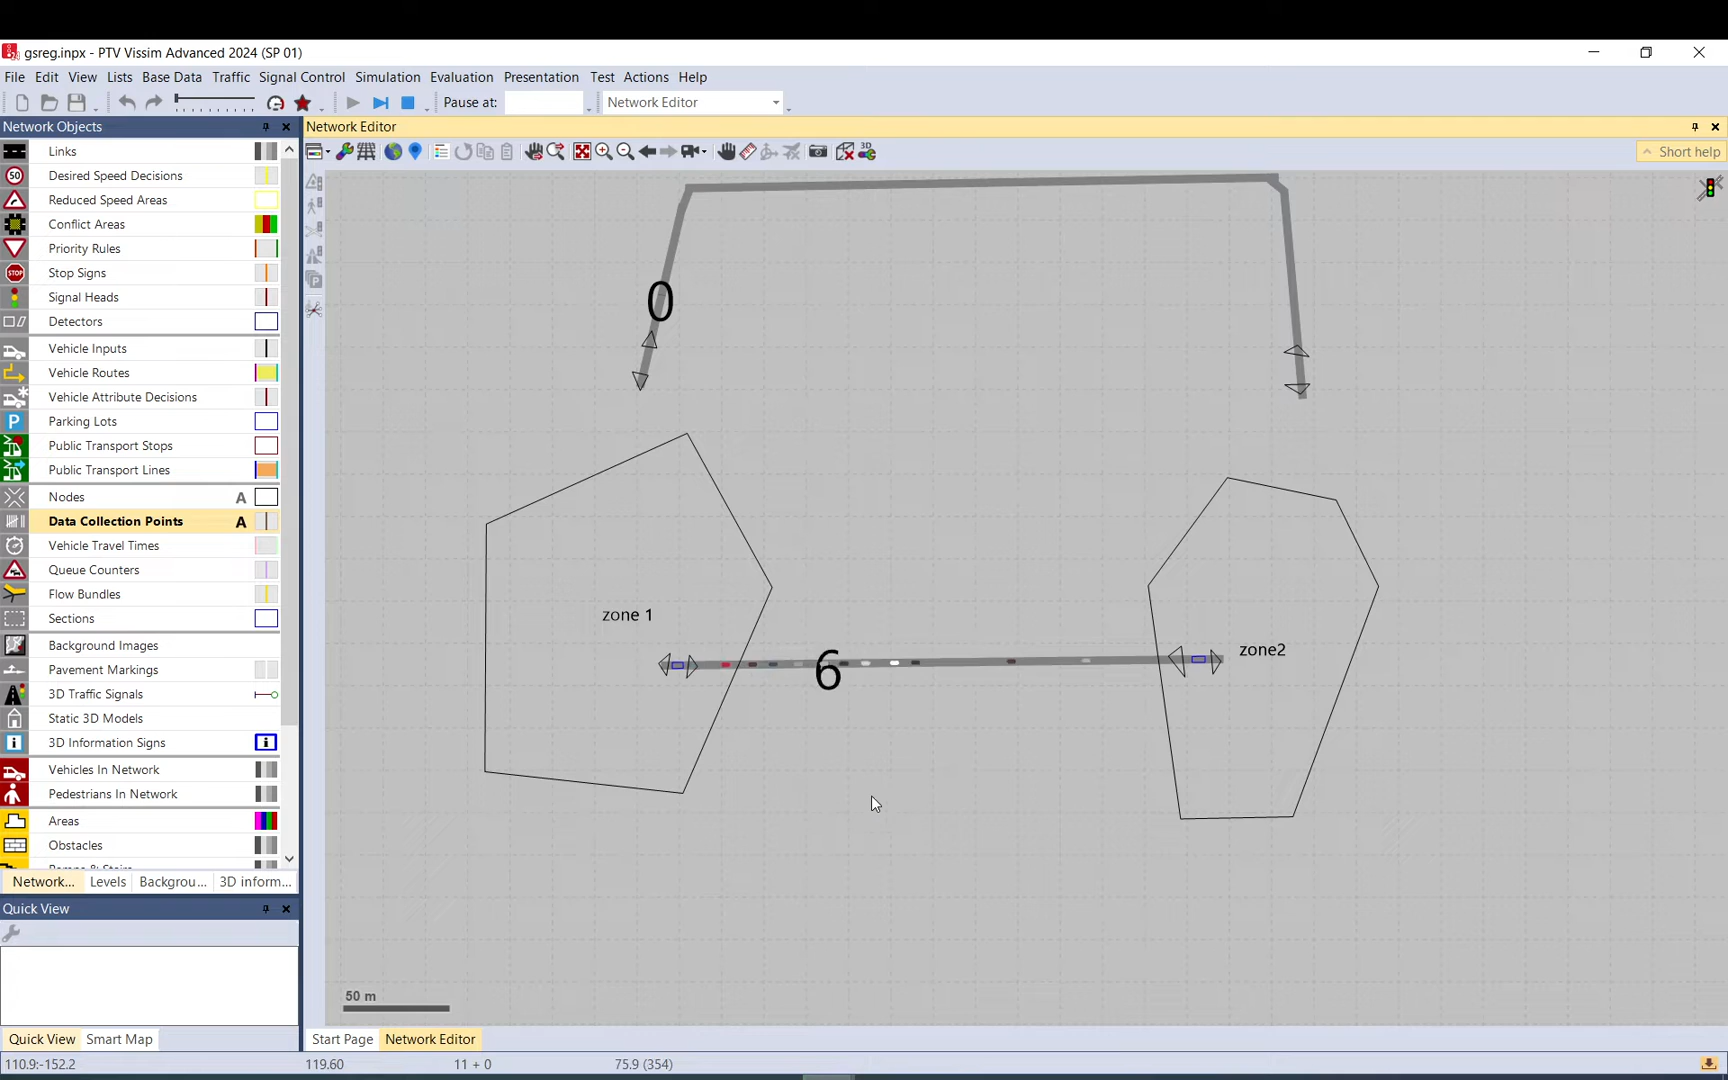 gsreg.inpx - PTV Vissim Advanced 2024 (SP 01)
File Edit View Lists Base Data Traffic Signal Control Simulation Evaluation Presentation Test Actions Help
Pause at: Network Editor
Network Objects
Network Editor
Short help
Links
50 Desired Speed Decisions
Reduced Speed Areas
Conflict Areas
Priority Rules
STOP Stop Signs
Signal Heads
Detectors
Vehicle Inputs
Vehicle Routes
Vehicle Attribute Decisions
P Parking Lots
Public Transport Stops
Public Transport Lines
Nodes A
Data Collection Points A
Vehicle Travel Times
Queue Counters
Flow Bundles
Sections
Background Images
Pavement Markings
3D Traffic Signals
Static 3D Models
3D Information Signs
Vehicles In Network
Pedestrians In Network
Areas
Obstacles
Network... Levels Backgrou... 3D inform...
Quick View
0
zone 1
6
zone2
50 m
Quick View Smart Map
Start Page Network Editor
110.9:-152.2 119.60 11 + 0 75.9 (354)